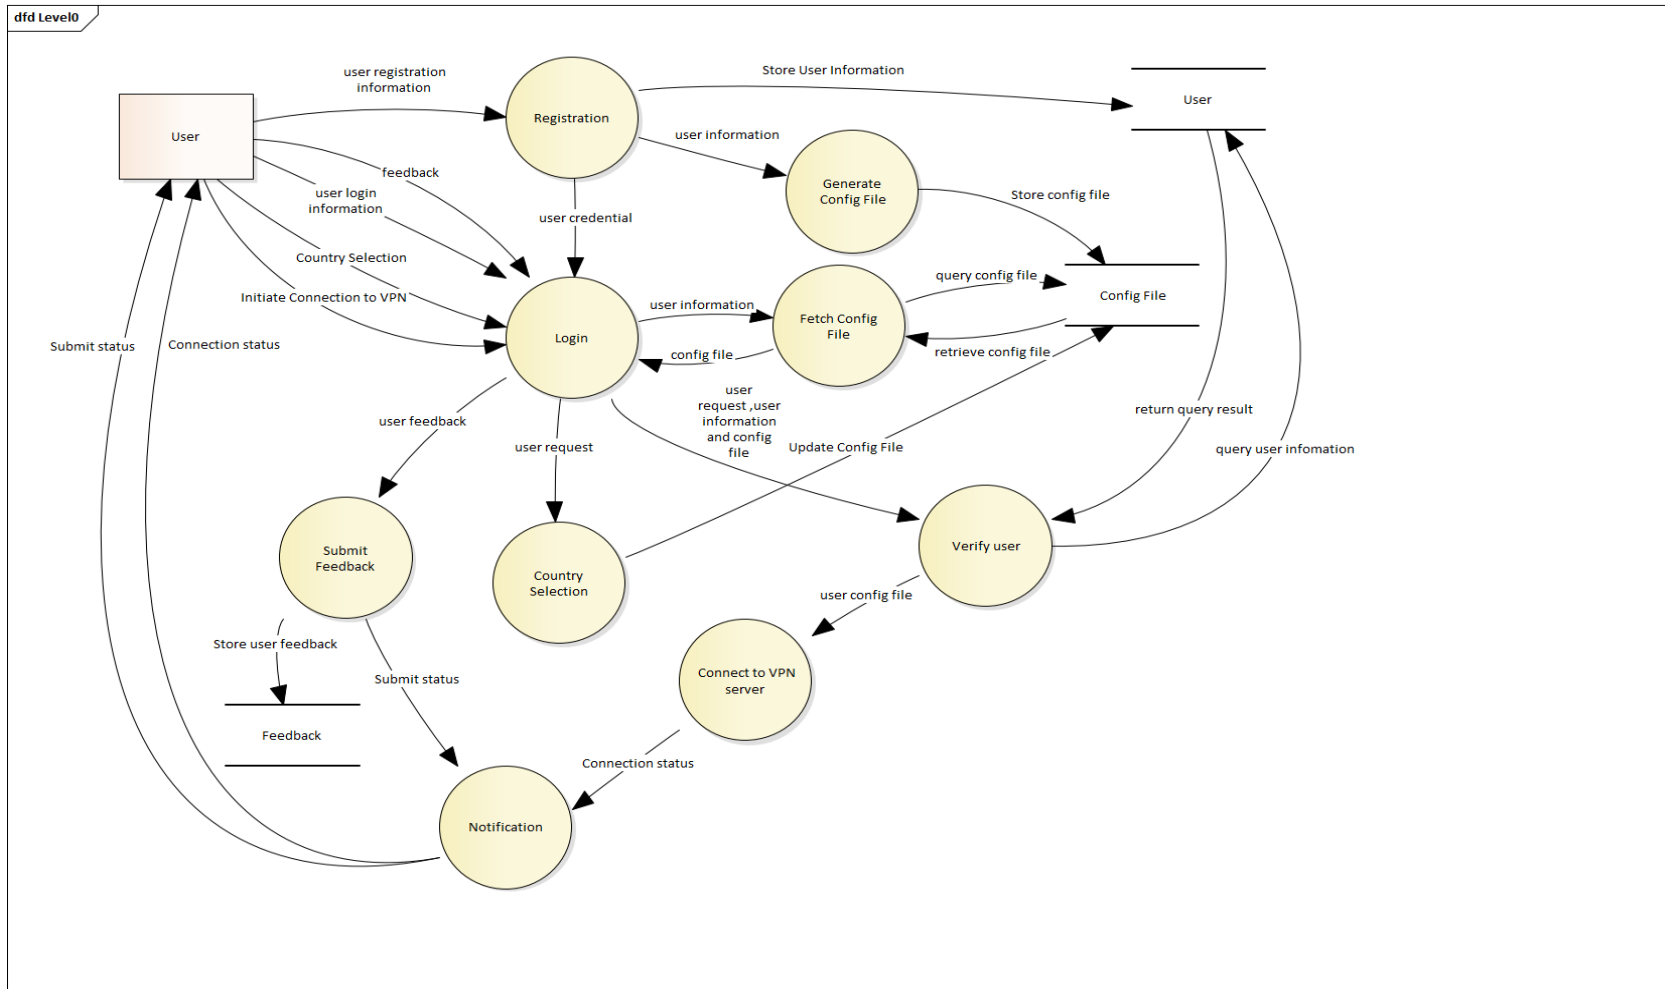 dfd Level0
user registration
information
Store User Information
User
User
Registration
user information
feedback
user login
information
Generate
Config File
Store config file
user credential
Country Selection
Initiate Connection to VPN
user information
query config file
Config File
Fetch Config
File
Login
Submit status
Connection status
config file
retrieve config file
user
request ,user
information
and config
file
return query result
user feedback
user request
Update Config File
query user infomation
Submit
Feedback
Country
Selection
Verify user
user config file
Store user feedback
Submit status
Connect to VPN
server
Feedback
Connection status
Notification